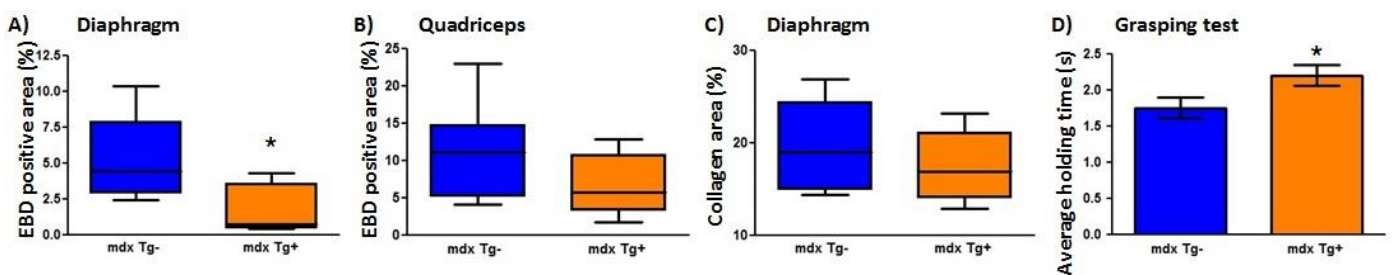 A) Diaphragm
EBD positive area (%)
12.5
10.0
7.5
5.0
2.5
0.0
*
mdx Tg-
mdx Tg+
B) Quadriceps
EBD positive area (%)
25
20
15
10
5
0
mdx Tg-
mdx Tg+
C) Diaphragm
Collagen area (%)
30
20
10
mdx Tg-
mdx Tg+
D) Grasping test
Average holding time (s)
2.5
2.0
1.5
1.0
0.5
0.0
*
mdx Tg-
mdx Tg+